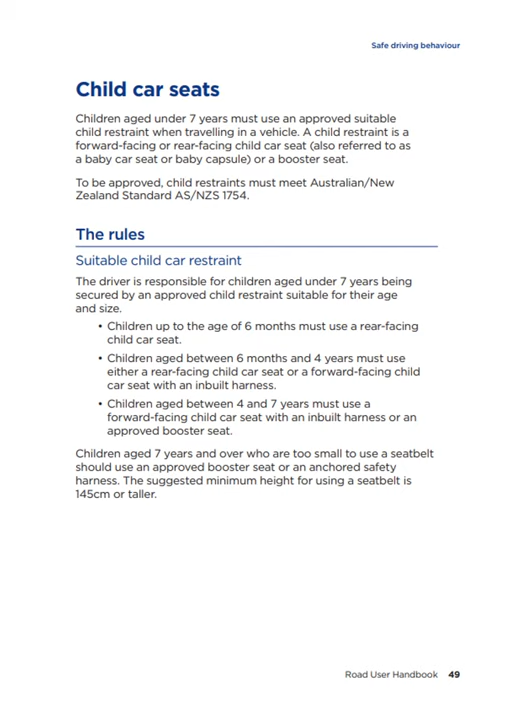 Safe driving behaviour
Child car seats
Children aged under 7 years must use an approved suitable
child restraint when travelling in a vehicle. A child restraint is a
forward-facing or rear-facing child car seat (also referred to as
a baby car seat or baby capsule) or a booster seat.
To be approved, child restraints must meet Australian/New
Zealand Standard AS/NZS 1754.
The rules
Suitable child car restraint
The driver is responsible for children aged under 7 years being
secured by an approved child restraint suitable for their age
and size.
• Children up to the age of 6 months must use a rear-facing
child car seat.
• Children aged between 6 months and 4 years must use
either a rear-facing child car seat or a forward-facing child
car seat with an inbuilt harness.
• Children aged between 4 and 7 years must use a
forward-facing child car seat with an inbuilt harness or an
approved booster seat.
Children aged 7 years and over who are too small to use a seatbelt
should use an approved booster seat or an anchored safety
harness. The suggested minimum height for using a seatbelt is
145cm or taller.
Road User Handbook 49